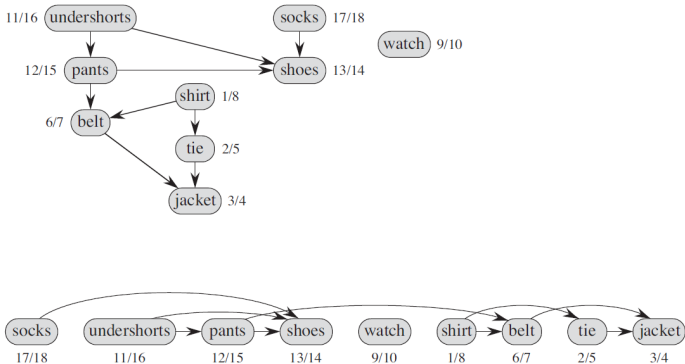 11/16 undershorts socks 17/18
watch 9/10
12/15 pants shoes 13/14
shirt 1/8
6/7 belt
tie 2/5
jacket 3/4
socks undershorts pants shoes watch shirt belt tie jacket
17/18 11/16 12/15 13/14 9/10 1/8 6/7 2/5 3/4